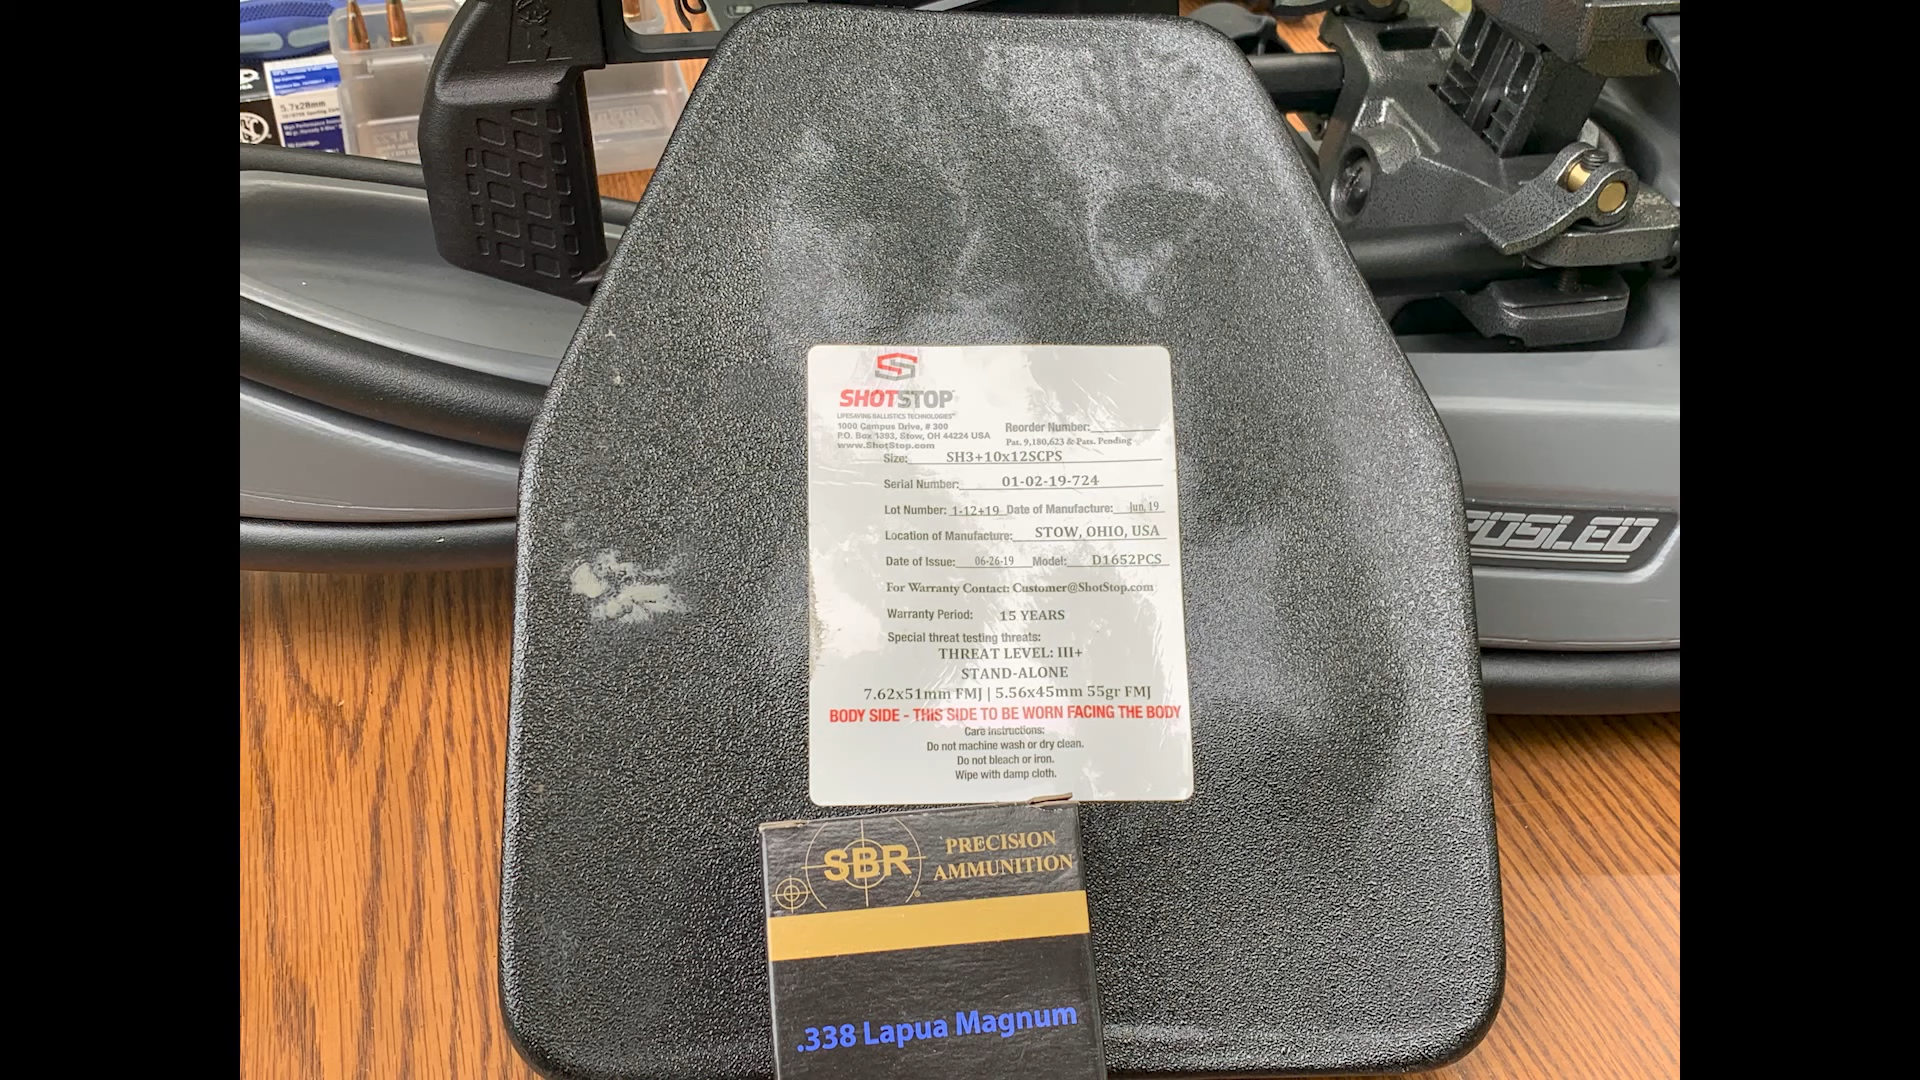 5.7x28mm
SHOTSTOP
LIFESAVING BALLISTICS TECHNOLOGIES™
1000 Campus Drive, # 300
P.O. Box 1393, Stow, OH 44224 USA
www.ShotStop.com
Reorder Number:
Pat. 9,180,623 & Pats. Pending
Size: SH3+10x12SCPS
Serial Number: 01-02-19-724
Lot Number: 1-12+19 Date of Manufacture: Jun, 19
Location of Manufacture: STOW, OHIO, USA
Date of Issue: 06-26-19 Model: D1652PCS
For Warranty Contact: Customer@ShotStop.com
Warranty Period: 15 YEARS
Special threat testing threats:
THREAT LEVEL: III+
STAND-ALONE
7.62x51mm FMJ | 5.56x45mm 55gr FMJ
BODY SIDE - THIS SIDE TO BE WORN FACING THE BODY
Care Instructions:
Do not machine wash or dry clean.
Do not bleach or iron.
Wipe with damp cloth.
SBR
PRECISION
AMMUNITION
.338 Lapua Magnum